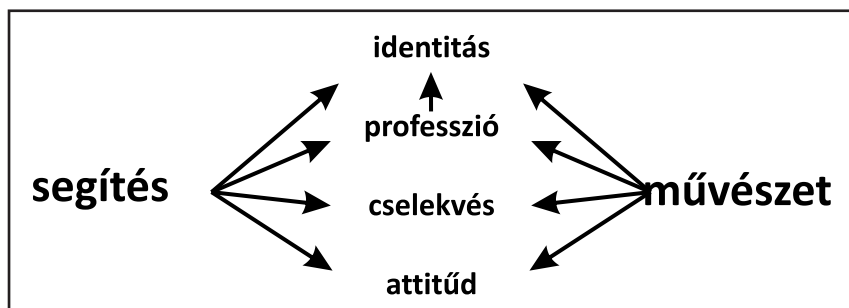 identitás
professzió
segítés
művészet
cselekvés
attitűd